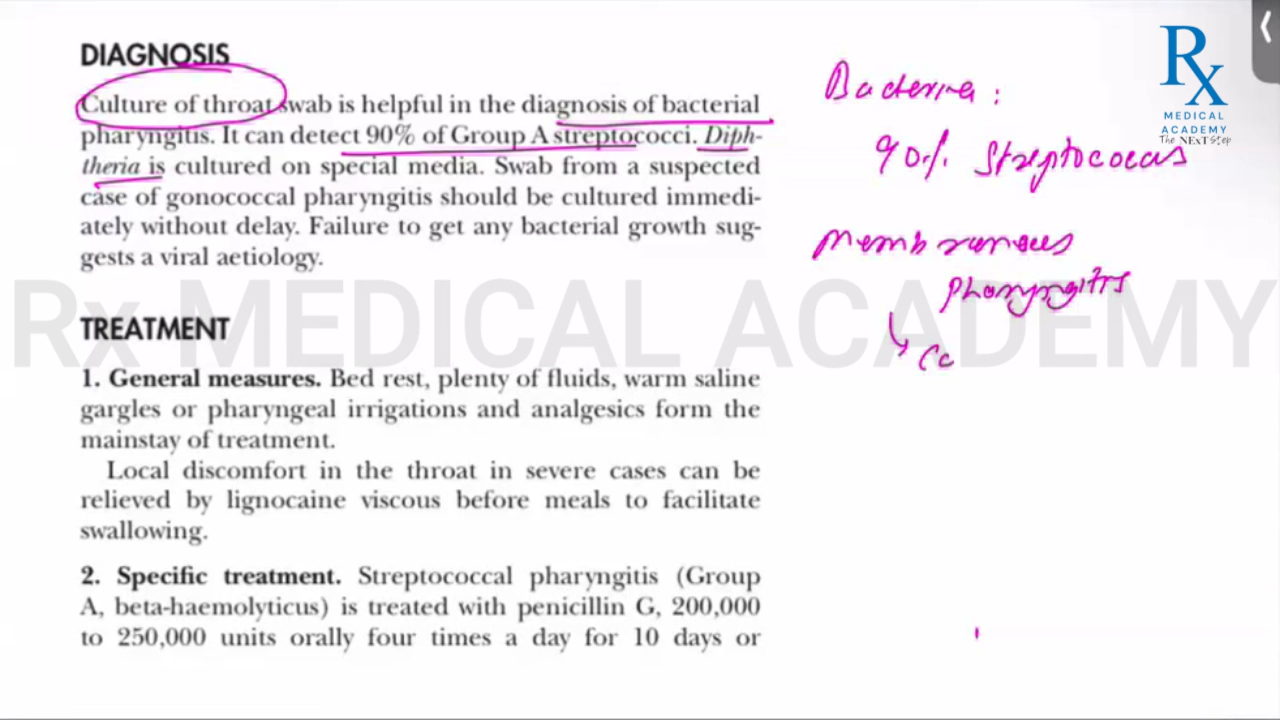 DIAGNOSIS
Culture of throat swab is helpful in the diagnosis of bacterial
pharyngitis. It can detect 90% of Group A streptococci. Diph-
theria is cultured on special media. Swab from a suspected
case of gonococcal pharyngitis should be cultured immedi-
ately without delay. Failure to get any bacterial growth sug-
gests a viral aetiology.
TREATMENT
1. General measures. Bed rest, plenty of fluids, warm saline
gargles or pharyngeal irrigations and analgesics form the
mainstay of treatment.
Local discomfort in the throat in severe cases can be
relieved by lignocaine viscous before meals to facilitate
swallowing.
2. Specific treatment. Streptococcal pharyngitis (Group
A, beta-haemolyticus) is treated with penicillin G, 200,000
to 250,000 units orally four times a day for 10 days or
Bacteria:
90% Streptococcus
Membranous
Pharyngitis
Rx
MEDICAL
ACADEMY
The NExT Step
Rx MEDICAL ACADEMY